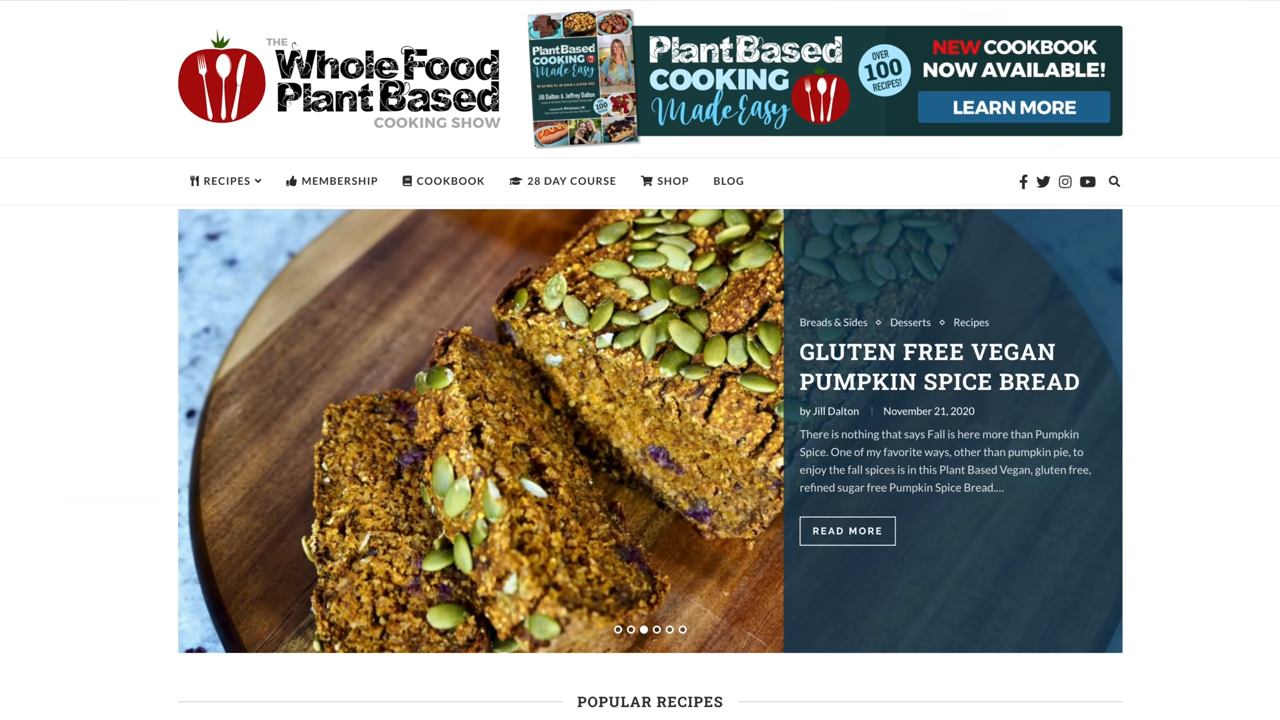 THE
Whole Food
Plant Based
COOKING SHOW
Plant Based
COOKING
Made Easy
Jill Dalton & Jeffrey Dalton
Plant Based
COOKING
Made Easy
OVER
100
RECIPES!
NEW COOKBOOK
NOW AVAILABLE!
LEARN MORE
RECIPES
MEMBERSHIP
COOKBOOK
28 DAY COURSE
SHOP
BLOG
Breads & Sides
Desserts
Recipes
GLUTEN FREE VEGAN
PUMPKIN SPICE BREAD
by Jill Dalton
November 21, 2020
There is nothing that says Fall is here more than Pumpkin
Spice. One of my favorite ways, other than pumpkin pie, to
enjoy the fall spices is in this Plant Based Vegan, gluten free,
refined sugar free Pumpkin Spice Bread.…
READ MORE
POPULAR RECIPES